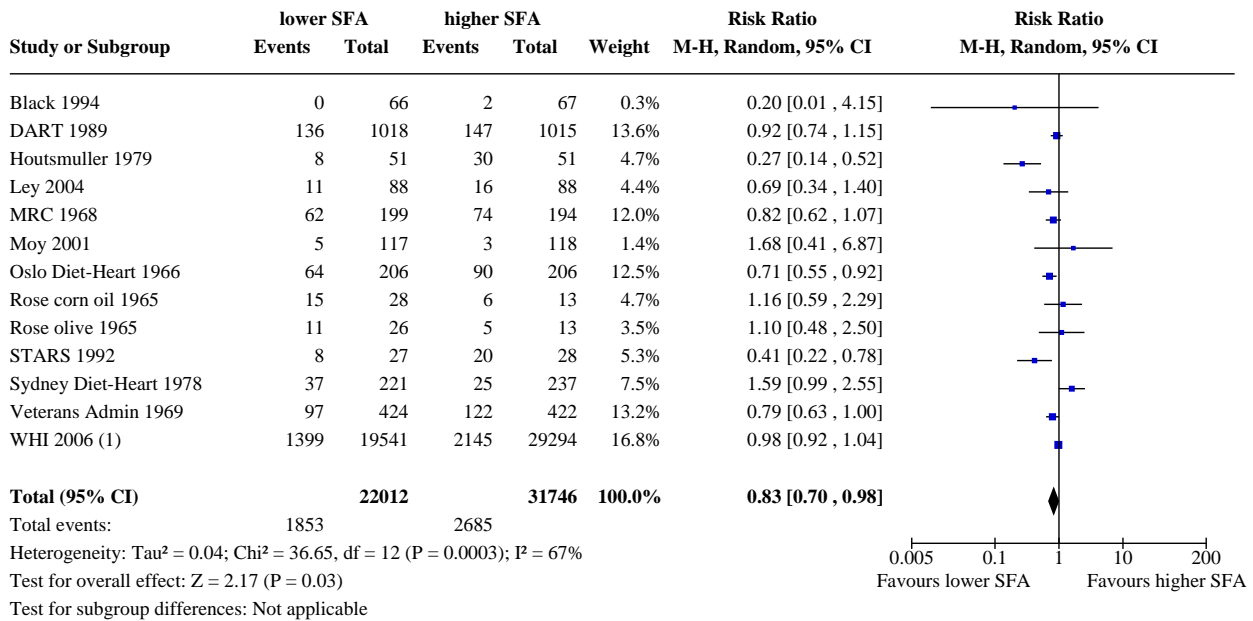 lower SFA higher SFA Risk Ratio Risk Ratio
Study or Subgroup Events Total Events Total Weight M-H, Random, 95% CI M-H, Random, 95% CI
Black 1994 0 66 2 67 0.3% 0.20 [0.01 , 4.15]
DART 1989 136 1018 147 1015 13.6% 0.92 [0.74 , 1.15]
Houtsmuller 1979 8 51 30 51 4.7% 0.27 [0.14 , 0.52]
Ley 2004 11 88 16 88 4.4% 0.69 [0.34 , 1.40]
MRC 1968 62 199 74 194 12.0% 0.82 [0.62 , 1.07]
Moy 2001 5 117 3 118 1.4% 1.68 [0.41 , 6.87]
Oslo Diet-Heart 1966 64 206 90 206 12.5% 0.71 [0.55 , 0.92]
Rose corn oil 1965 15 28 6 13 4.7% 1.16 [0.59 , 2.29]
Rose olive 1965 11 26 5 13 3.5% 1.10 [0.48 , 2.50]
STARS 1992 8 27 20 28 5.3% 0.41 [0.22 , 0.78]
Sydney Diet-Heart 1978 37 221 25 237 7.5% 1.59 [0.99 , 2.55]
Veterans Admin 1969 97 424 122 422 13.2% 0.79 [0.63 , 1.00]
WHI 2006 (1) 1399 19541 2145 29294 16.8% 0.98 [0.92 , 1.04]
Total (95% CI) 22012 31746 100.0% 0.83 [0.70 , 0.98]
Total events: 1853 2685
Heterogeneity: Tau² = 0.04; Chi² = 36.65, df = 12 (P = 0.0003); I² = 67%
0.005 0.1 1 10 200
Test for overall effect: Z = 2.17 (P = 0.03)
Favours lower SFA Favours higher SFA
Test for subgroup differences: Not applicable